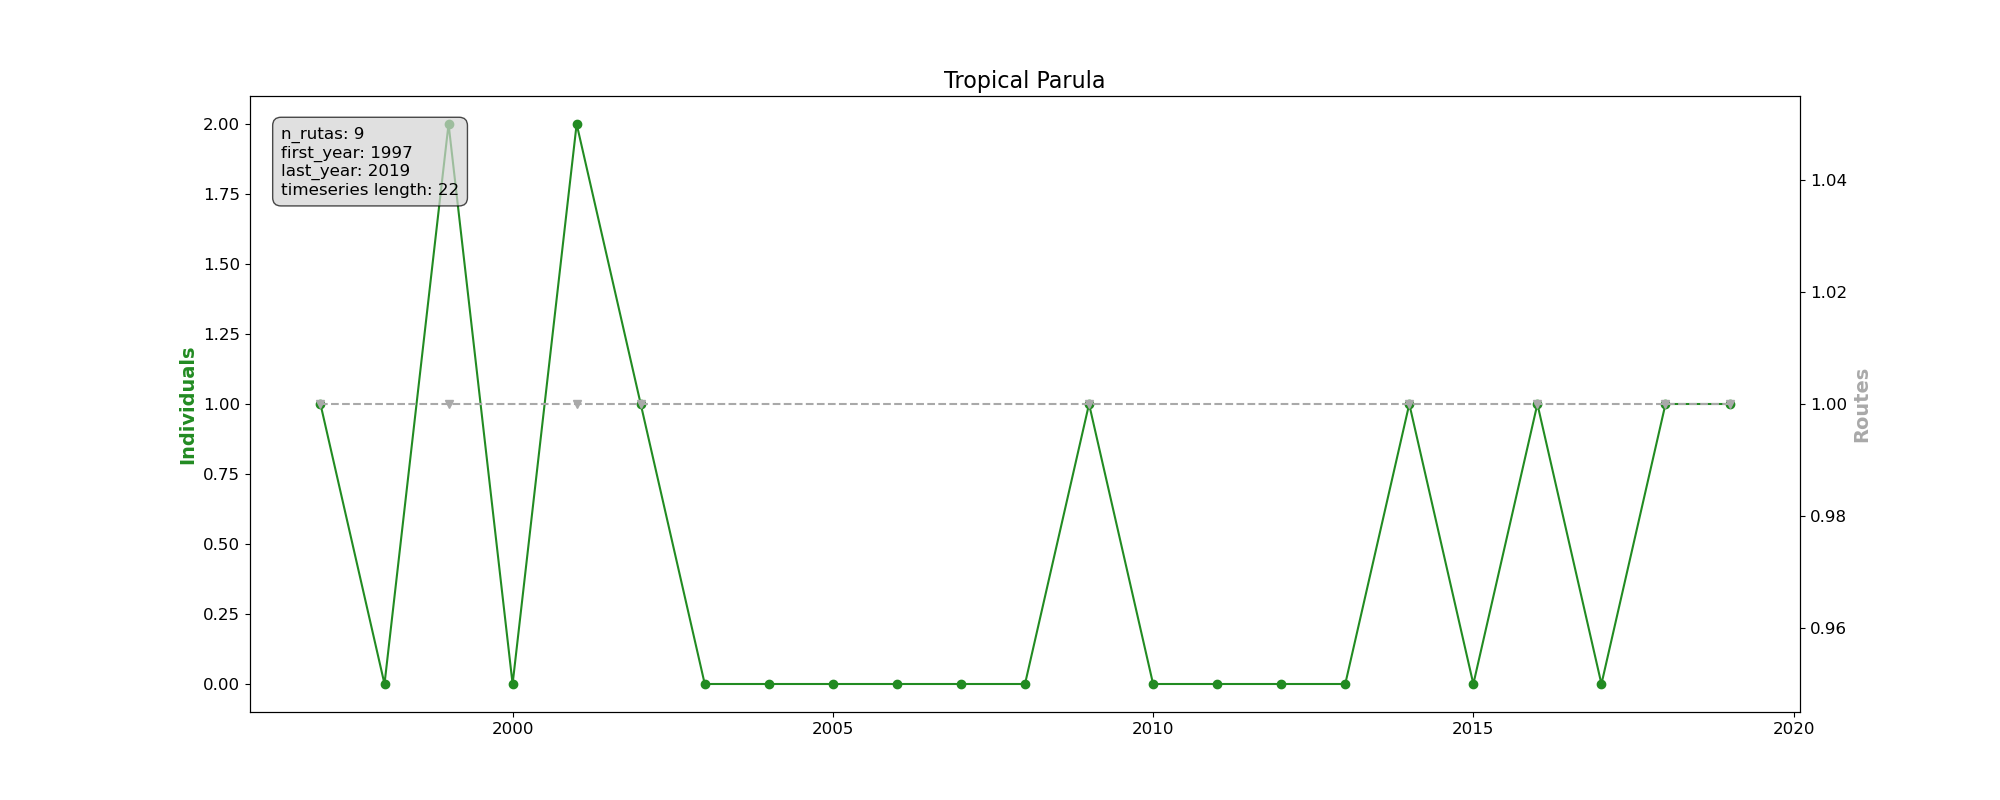 Tropical Parula
n_rutas: 9
first_year: 1997
last_year: 2019
timeseries length: 22
Individuals
2.00
1.75
1.50
1.25
1.00
0.75
0.50
0.25
0.00
1.04
1.02
1.00
0.98
0.96
Routes
2000 2005 2010 2015 2020